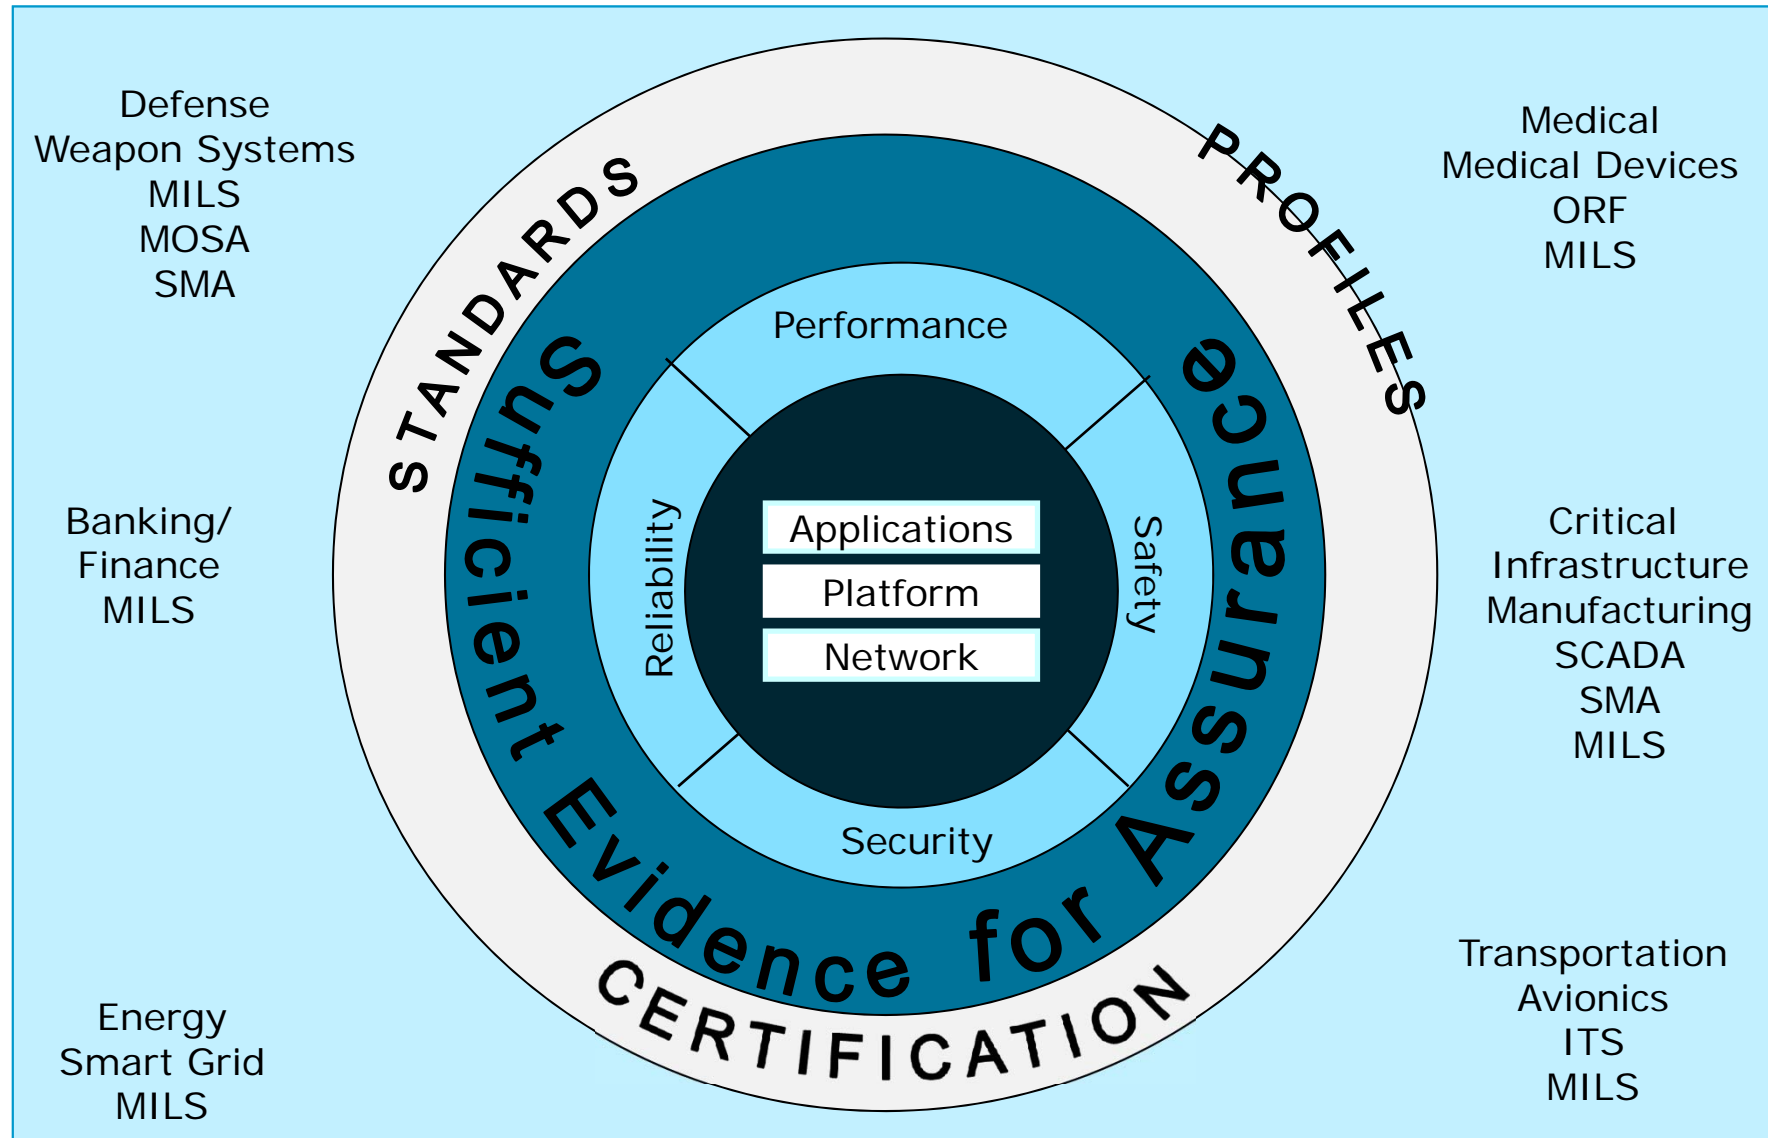 Defense
Weapon Systems
MILS
MOSA
SMA
Banking/
Finance
MILS
Energy
Smart Grid
MILS
STANDARDS
PROFILES
CERTIFICATION
Sufficient Evidence for Assurance
Performance
Reliability
Safety
Security
Applications
Platform
Network
Medical
Medical Devices
ORF
MILS
Critical
Infrastructure
Manufacturing
SCADA
SMA
MILS
Transportation
Avionics
ITS
MILS